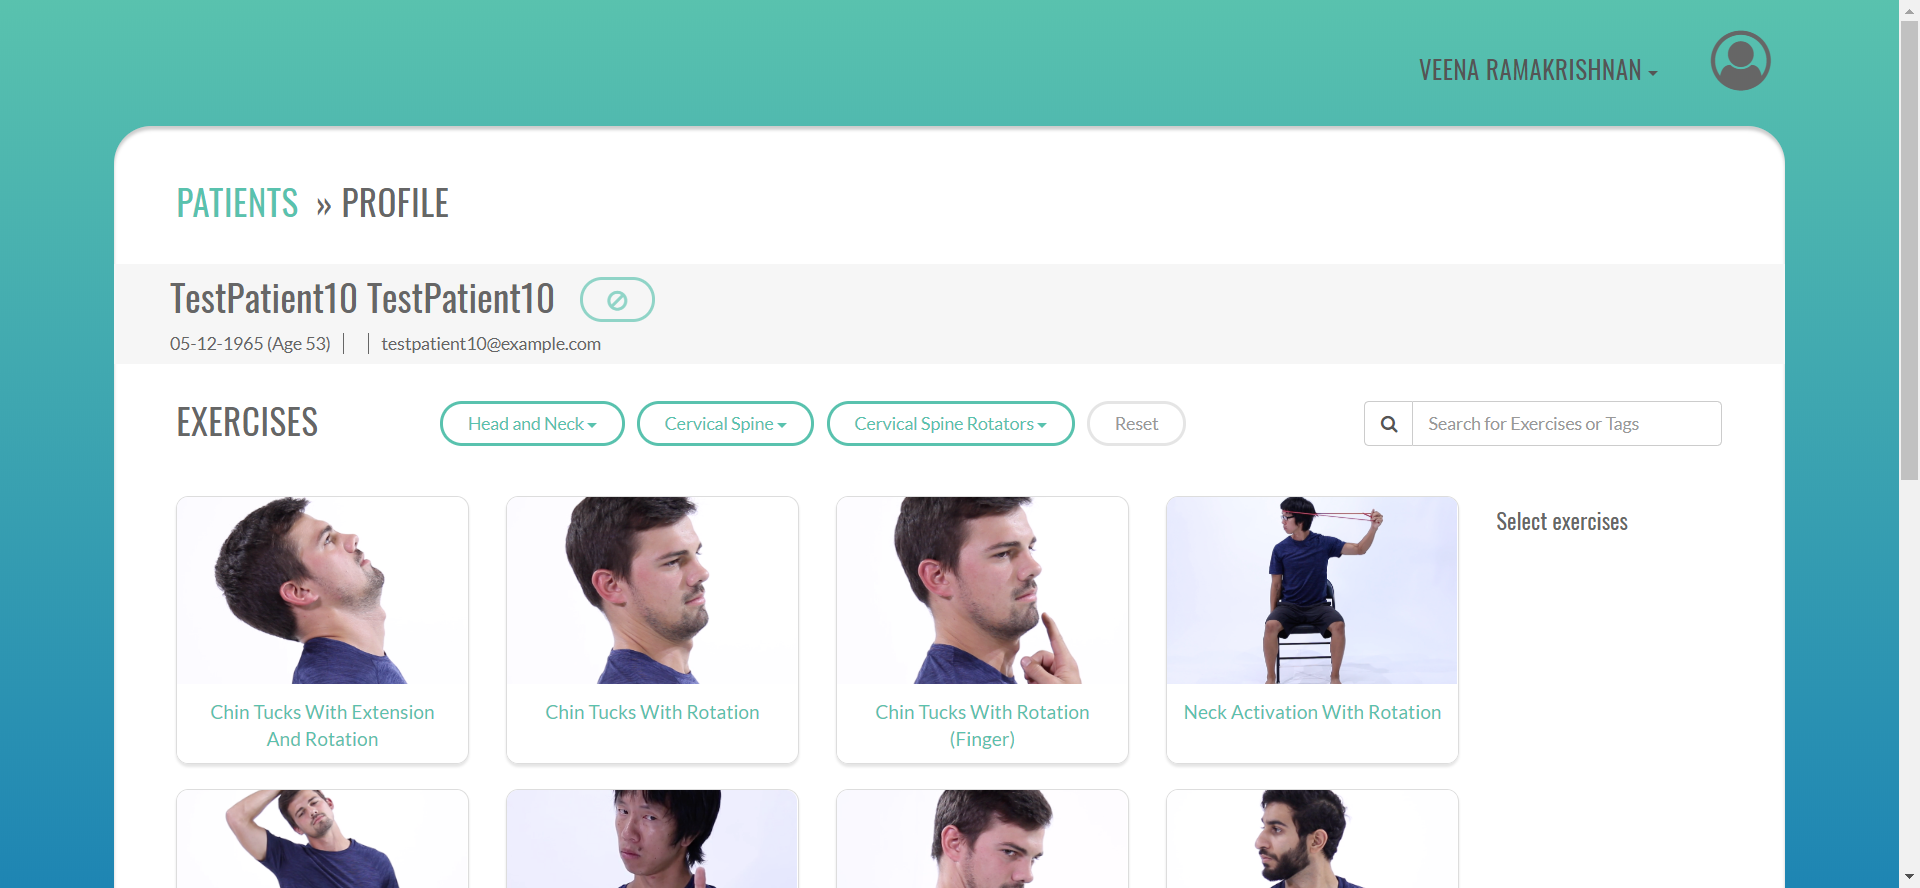 VEENA RAMAKRISHNAN
PATIENTS » PROFILE
TestPatient10 TestPatient10
05-12-1965 (Age 53) | | testpatient10@example.com
EXERCISES
Head and Neck
Cervical Spine
Cervical Spine Rotators
Reset
Search for Exercises or Tags
Select exercises
Chin Tucks With Extension
And Rotation
Chin Tucks With Rotation
Chin Tucks With Rotation
(Finger)
Neck Activation With Rotation